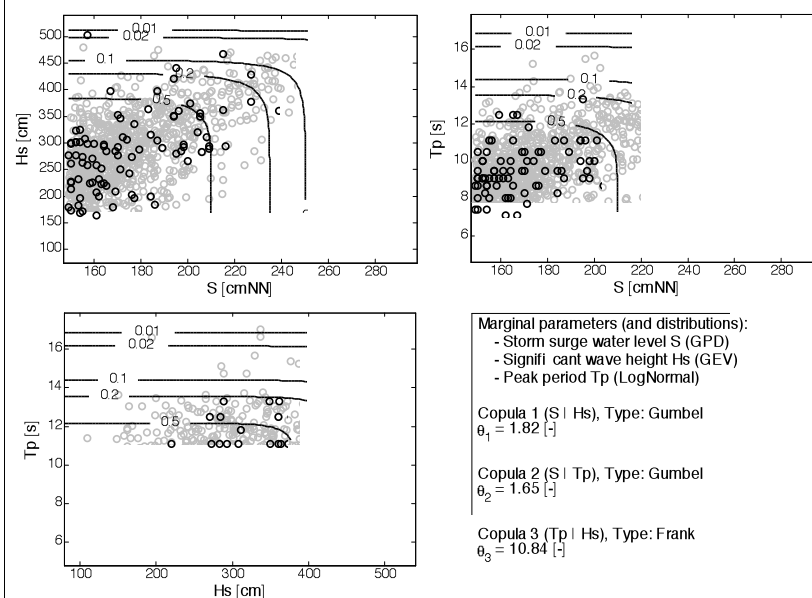 500
450
400
350
300
250
200
150
100
Hs [cm]
0.01
0.02
0.1
0.2
0.5
160 180 200 220 240 260 280
S [cmNN]
16
14
12
10
8
6
Tp [s]
0.01
0.02
0.1
0.5
160 180 200 220 240 260 280
S [cmNN]
16
14
12
10
8
6
Tp [s]
0.01
0.02
0.1
0.2
0.5
100 200 300 400 500
Hs [cm]
Marginal parameters (and distributions):
- Storm surge water level S (GPD)
- Signifi cant wave height Hs (GEV)
- Peak period Tp (LogNormal)
Copula 1 (S | Hs), Type: Gumbel
θ1 = 1.82 [-]
Copula 2 (S | Tp), Type: Gumbel
θ2 = 1.65 [-]
Copula 3 (Tp | Hs), Type: Frank
θ3 = 10.84 [-]